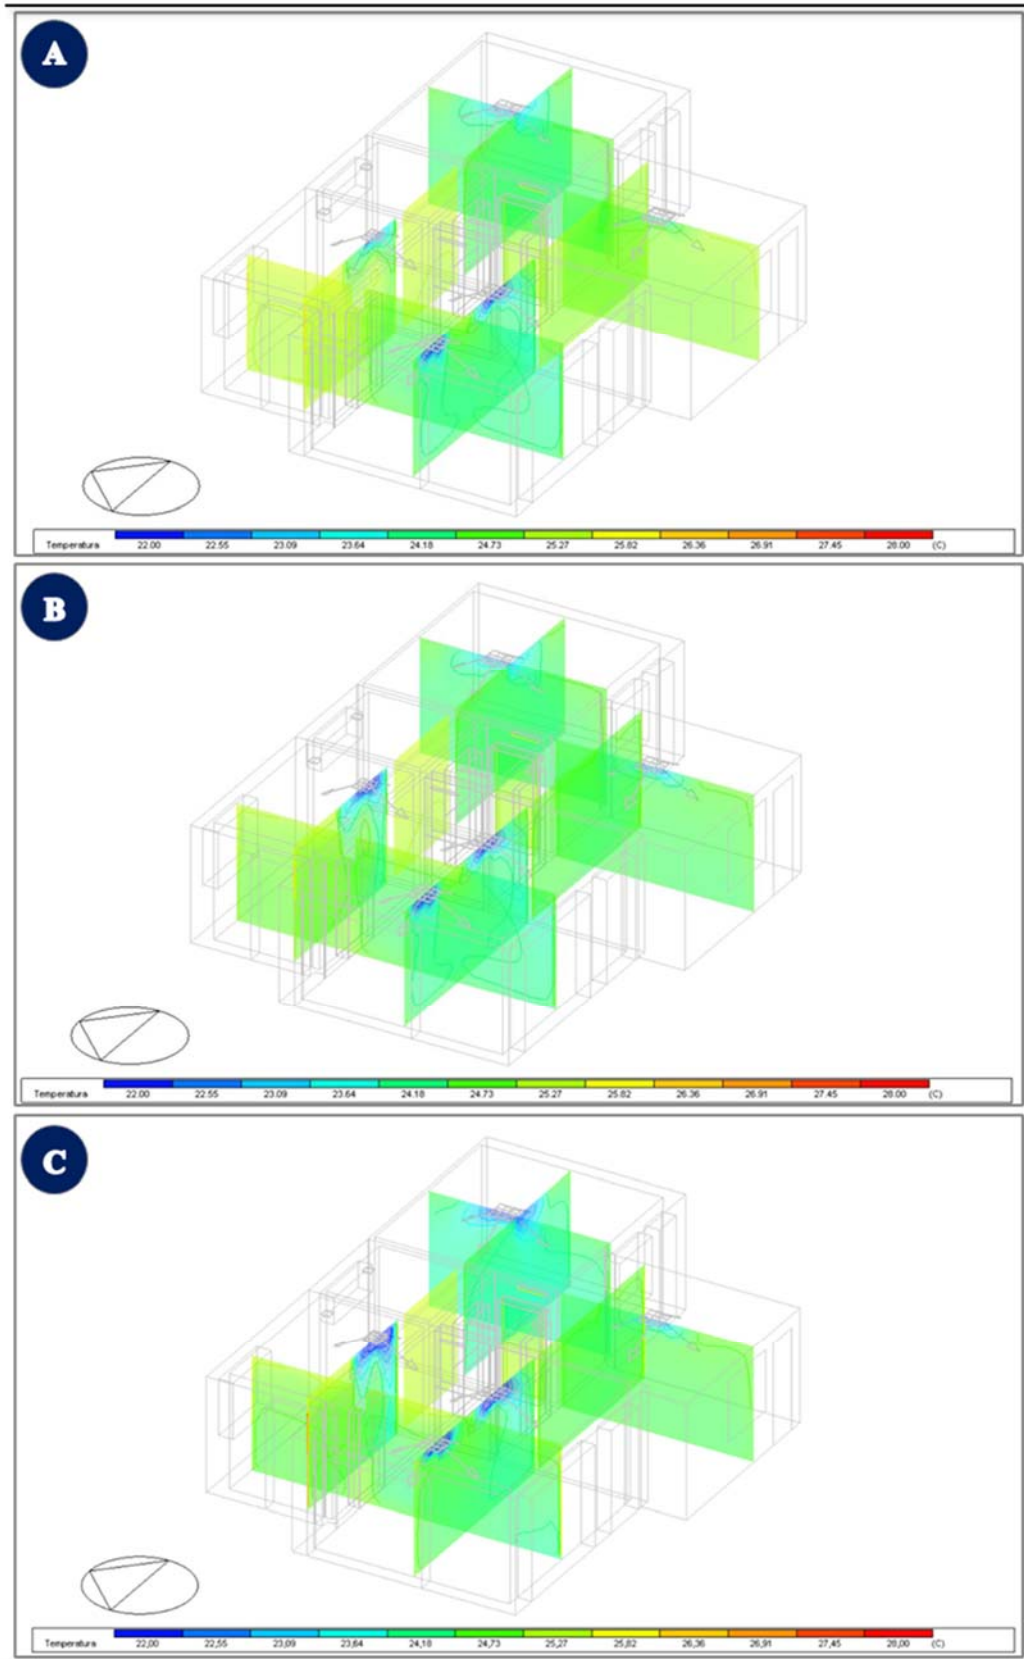 A
Temperatura 22.00 22.55 23.09 23.64 24.18 24.73 25.27 25.82 26.36 26.91 27.45 28.00 (C)
B
Temperatura 22.00 22.55 23.09 23.64 24.18 24.73 25.27 25.82 26.36 26.91 27.45 28.00 (C)
C
Temperatura 22,00 22,55 23,09 23,64 24,18 24,73 25,27 25,82 26,36 26,91 27,45 28,00 (C)